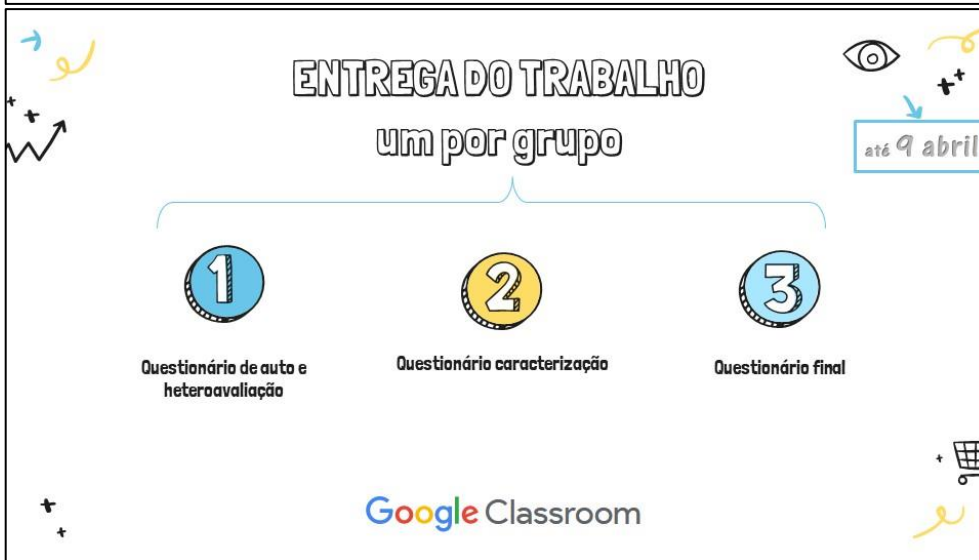 ENTREGA DO TRABALHO
um por grupo
até 9 abril
1
2
3
Questionário de auto e
heteroavaliação
Questionário caracterização
Questionário final
Google Classroom